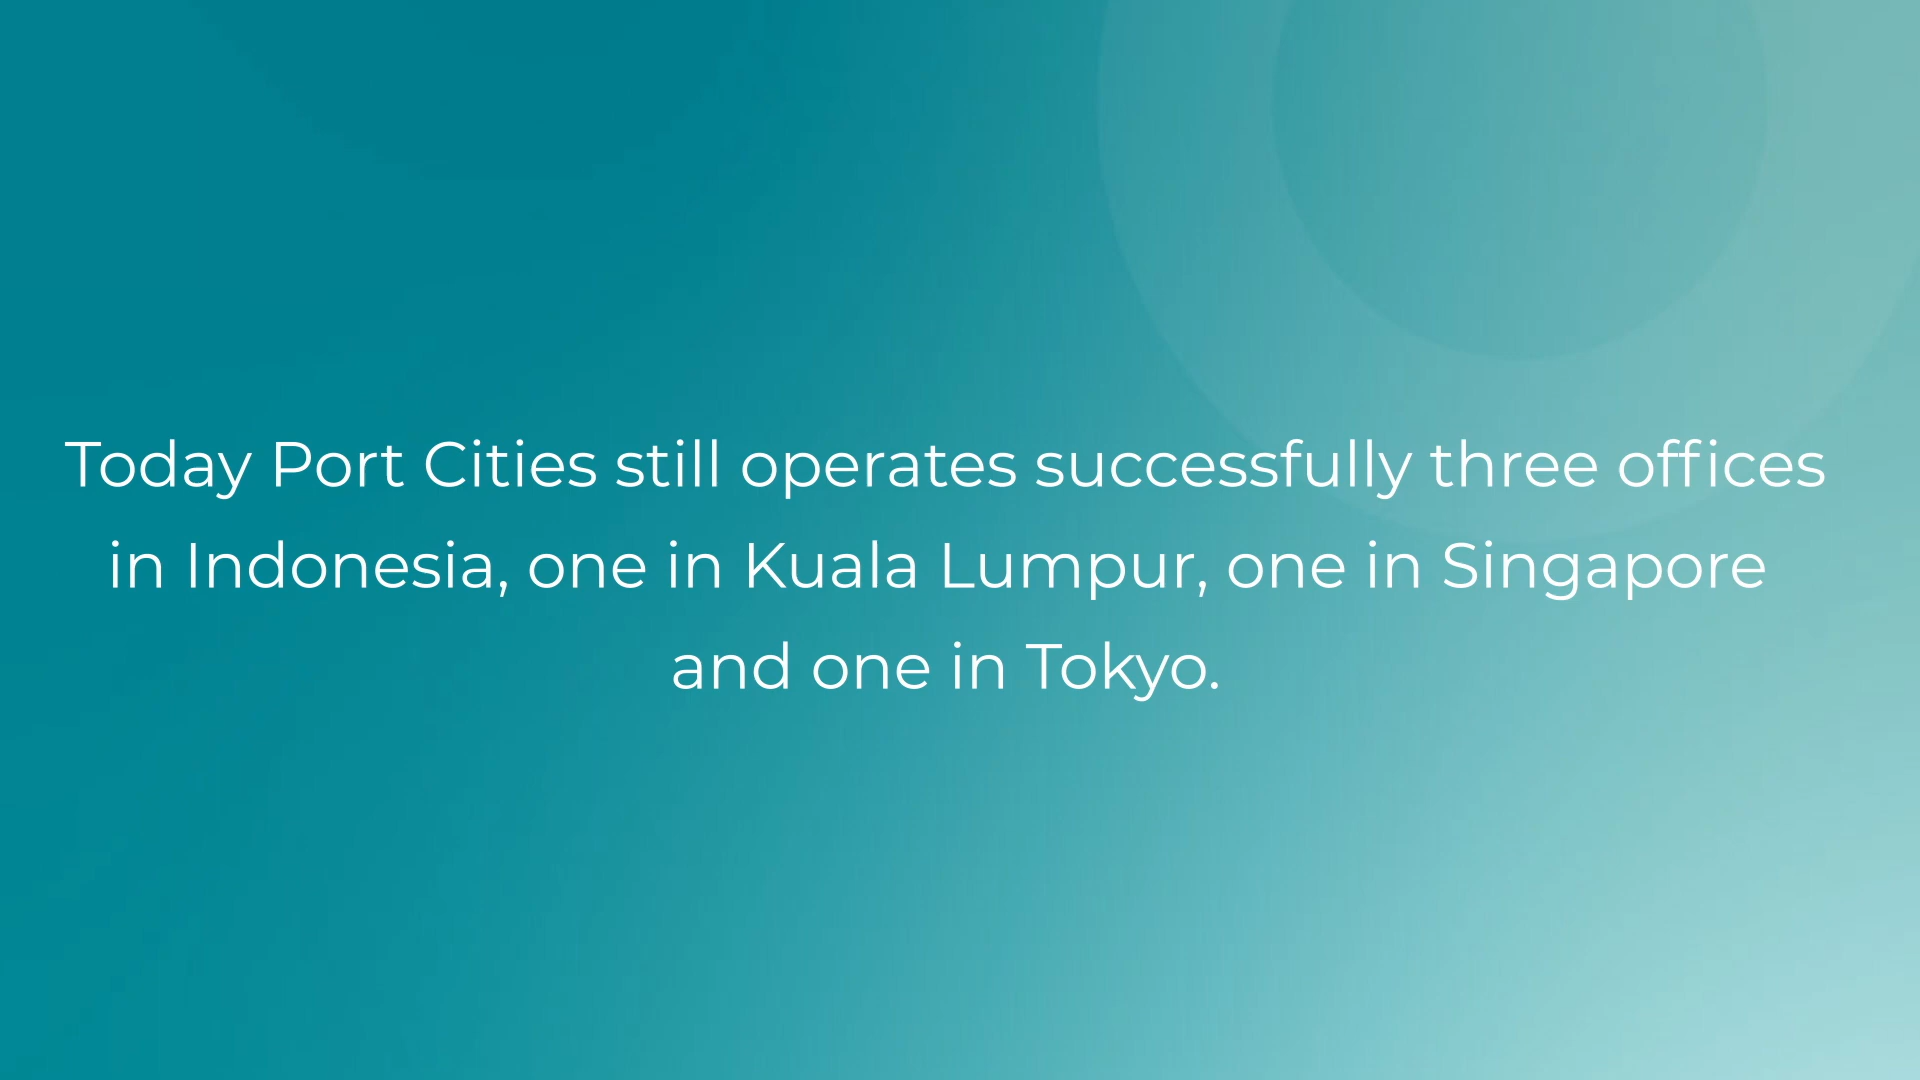 Today Port Cities still operates successfully three offices
in Indonesia, one in Kuala Lumpur, one in Singapore
and one in Tokyo.